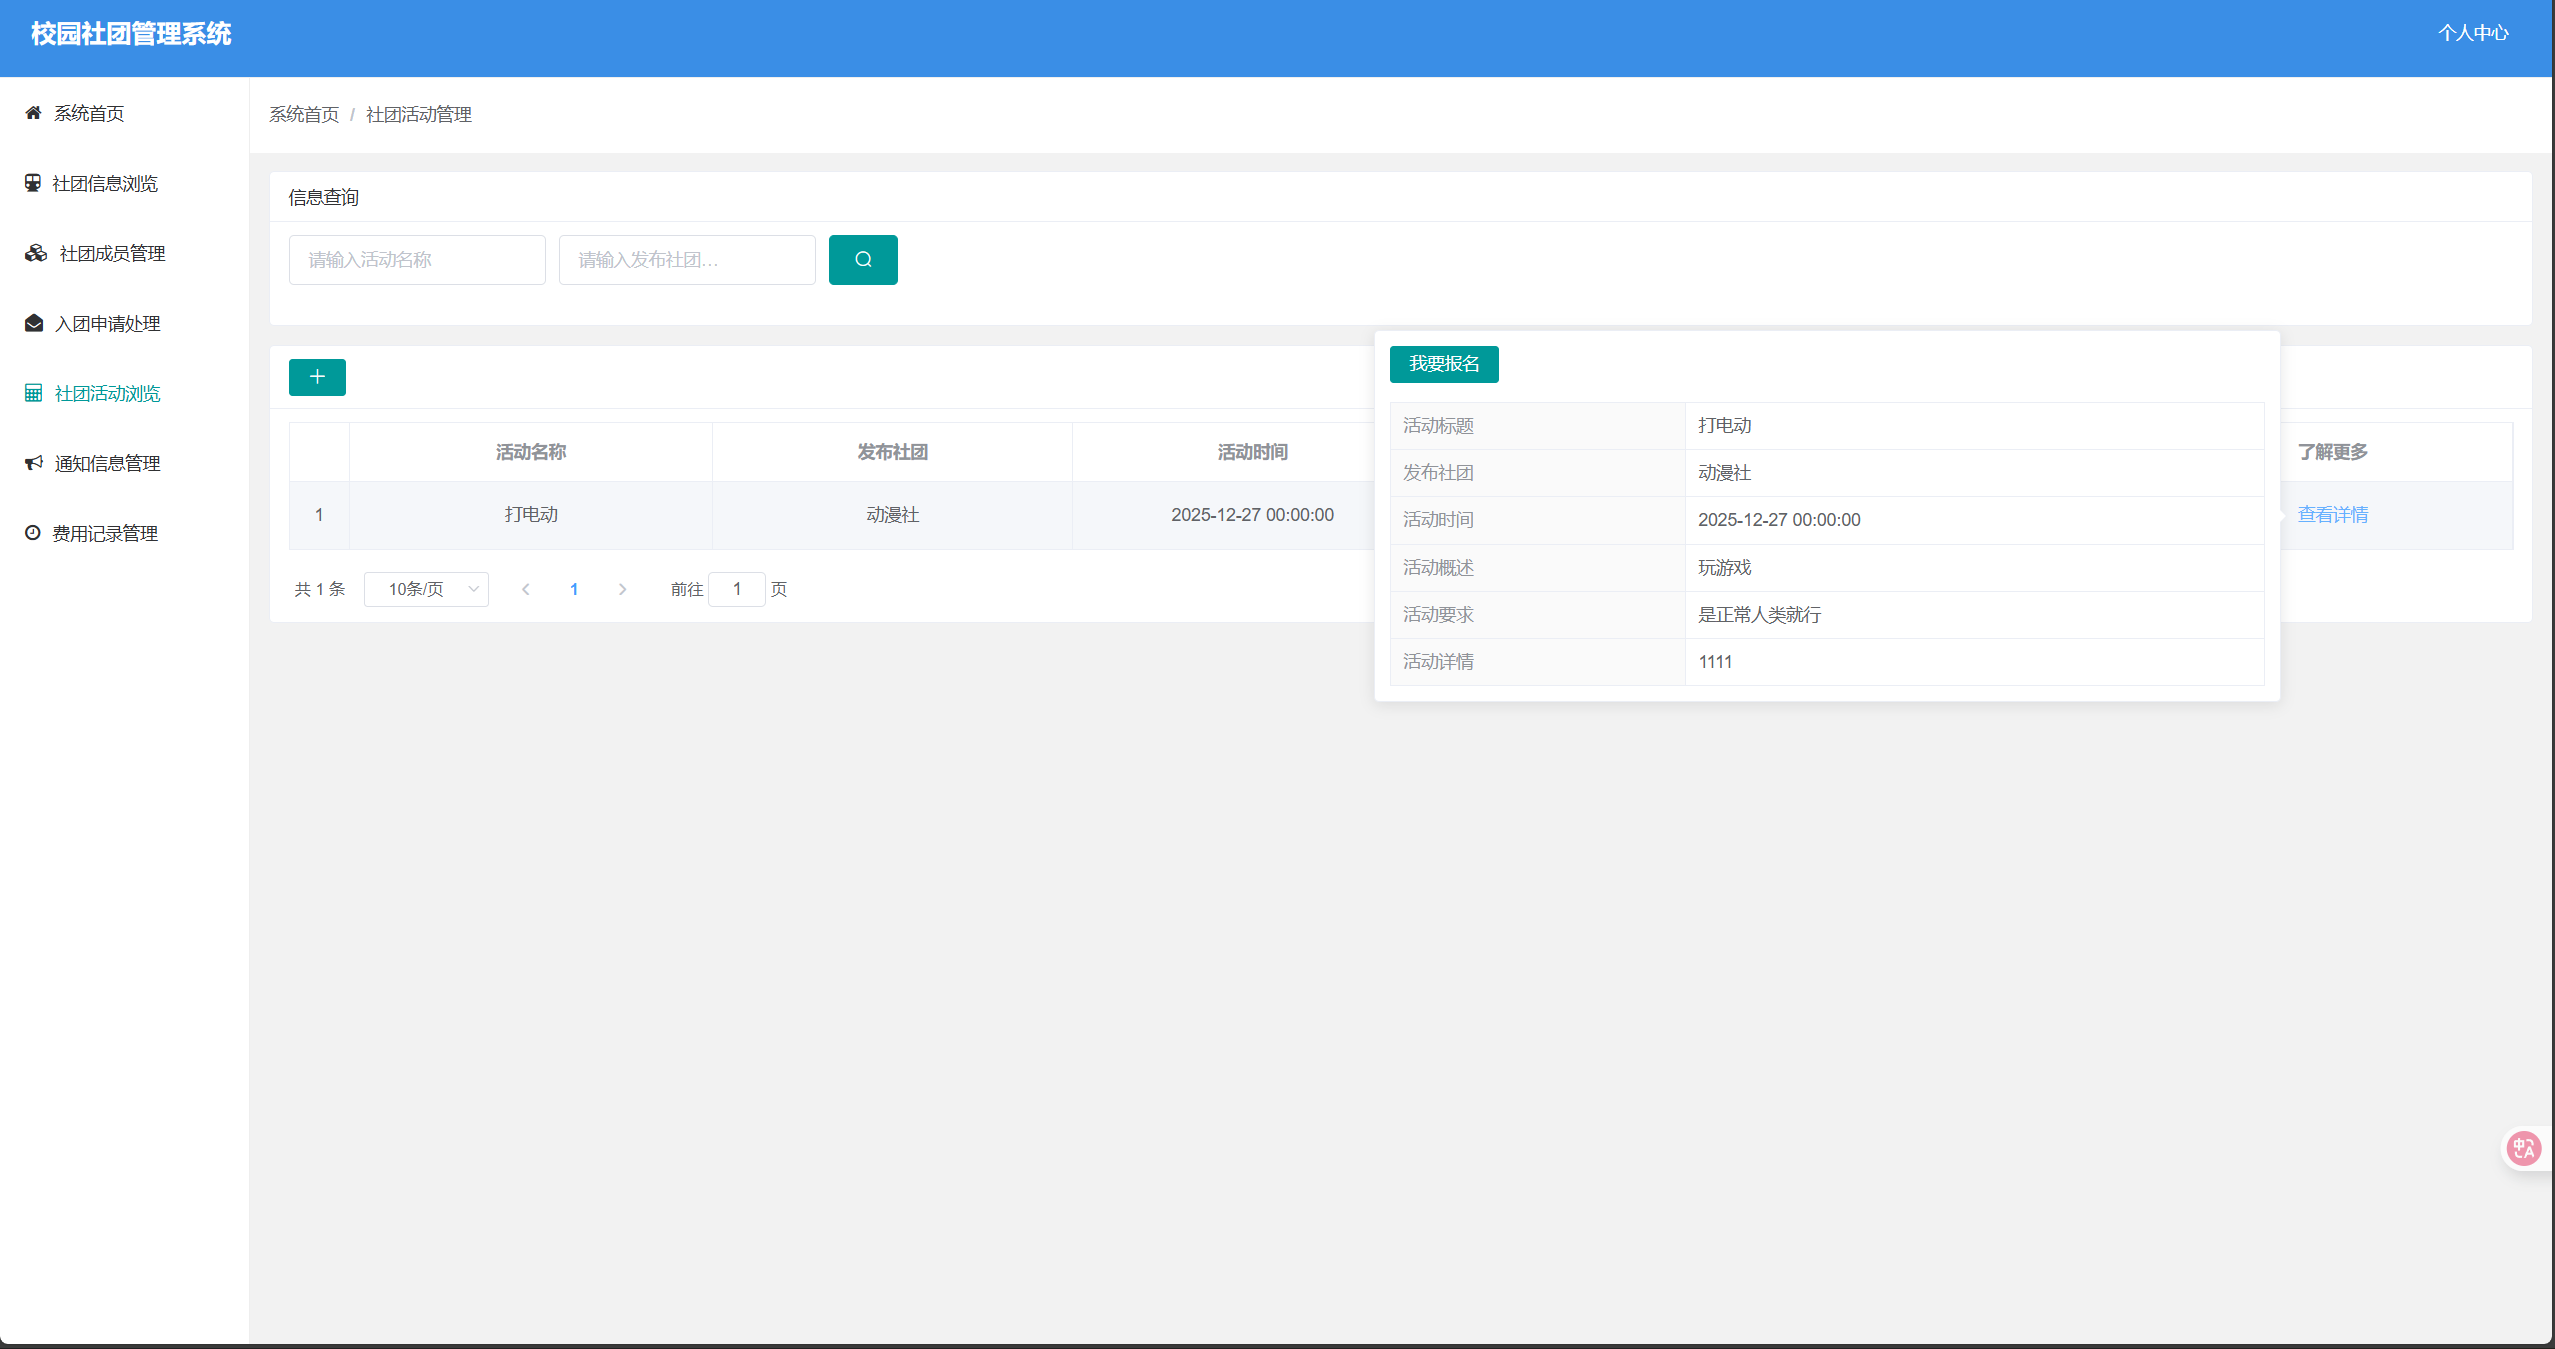 校园社团管理系统
个人中心
系统首页
社团信息浏览
社团成员管理
入团申请处理
社团活动浏览
通知信息管理
费用记录管理
系统首页 / 社团活动管理
信息查询
请输入活动名称
请输入发布社团…
活动名称 发布社团 活动时间 了解更多
1 打电动 动漫社 2025-12-27 00:00:00 查看详情
共 1 条 10条/页 1 前往 1 页
我要报名
活动标题 打电动
发布社团 动漫社
活动时间 2025-12-27 00:00:00
活动概述 玩游戏
活动要求 是正常人类就行
活动详情 1111
中A